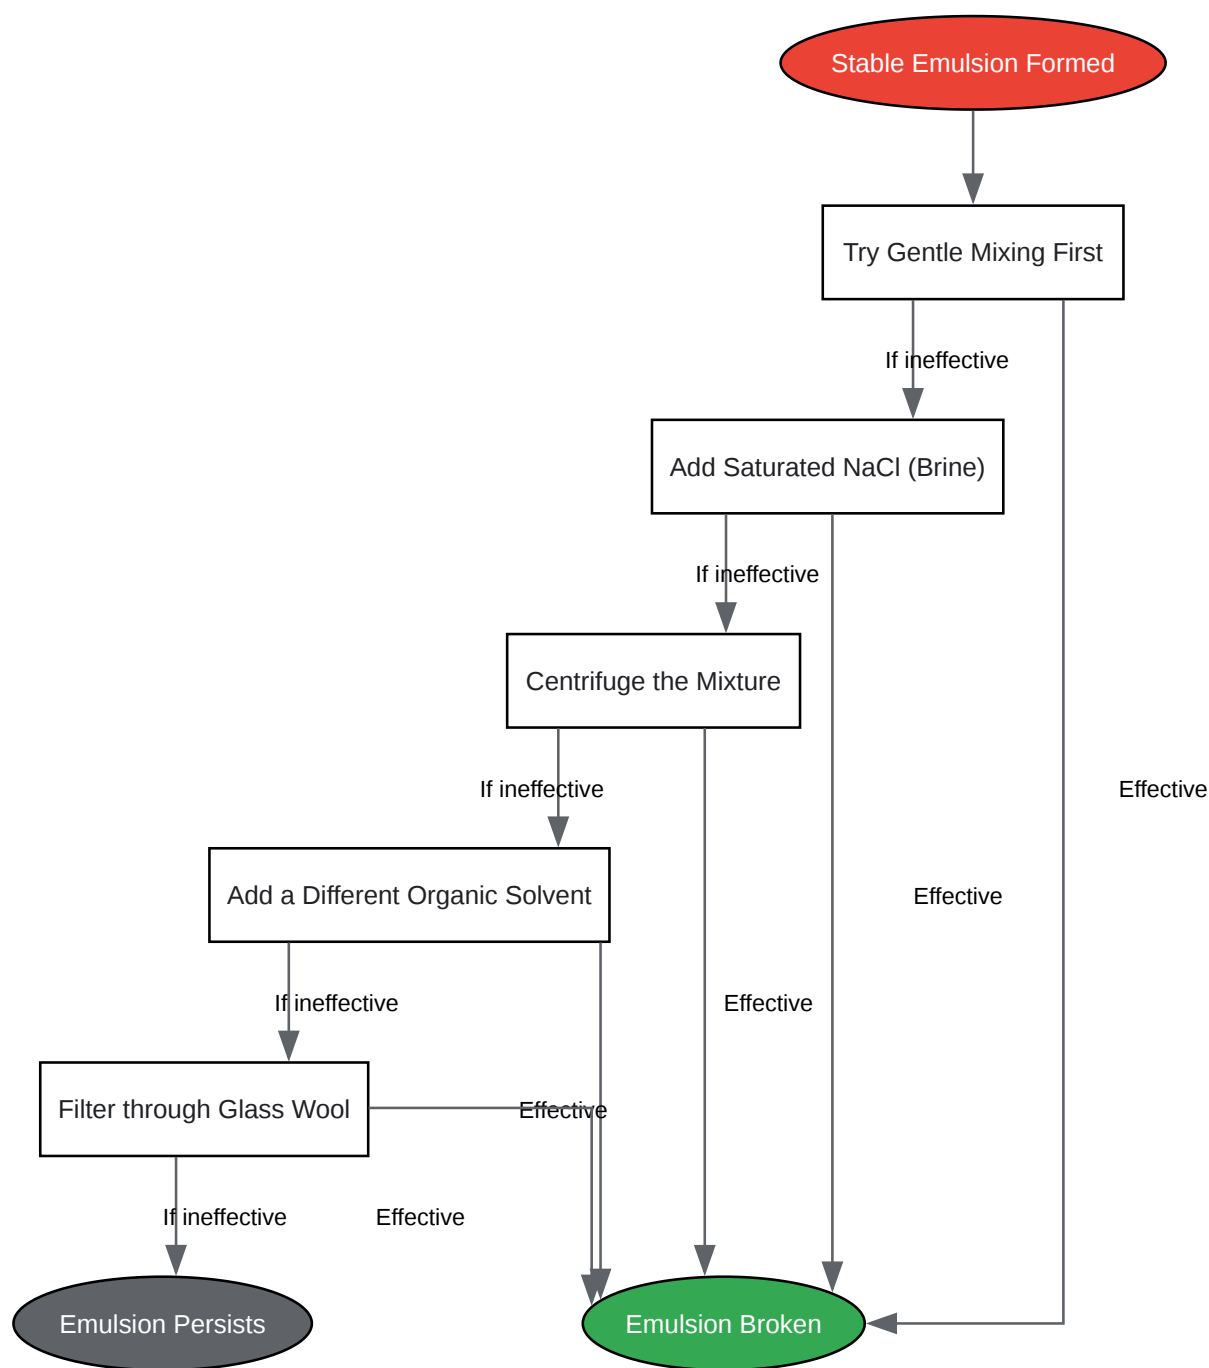 Stable Emulsion Formed
Try Gentle Mixing First
If ineffective
Add Saturated NaCl (Brine)
If ineffective
Centrifuge the Mixture
If ineffective
Effective
Add a Different Organic Solvent
Effective
If ineffective
Effective
Filter through Glass Wool
Effective
If ineffective
Effective
Emulsion Persists
Emulsion Broken